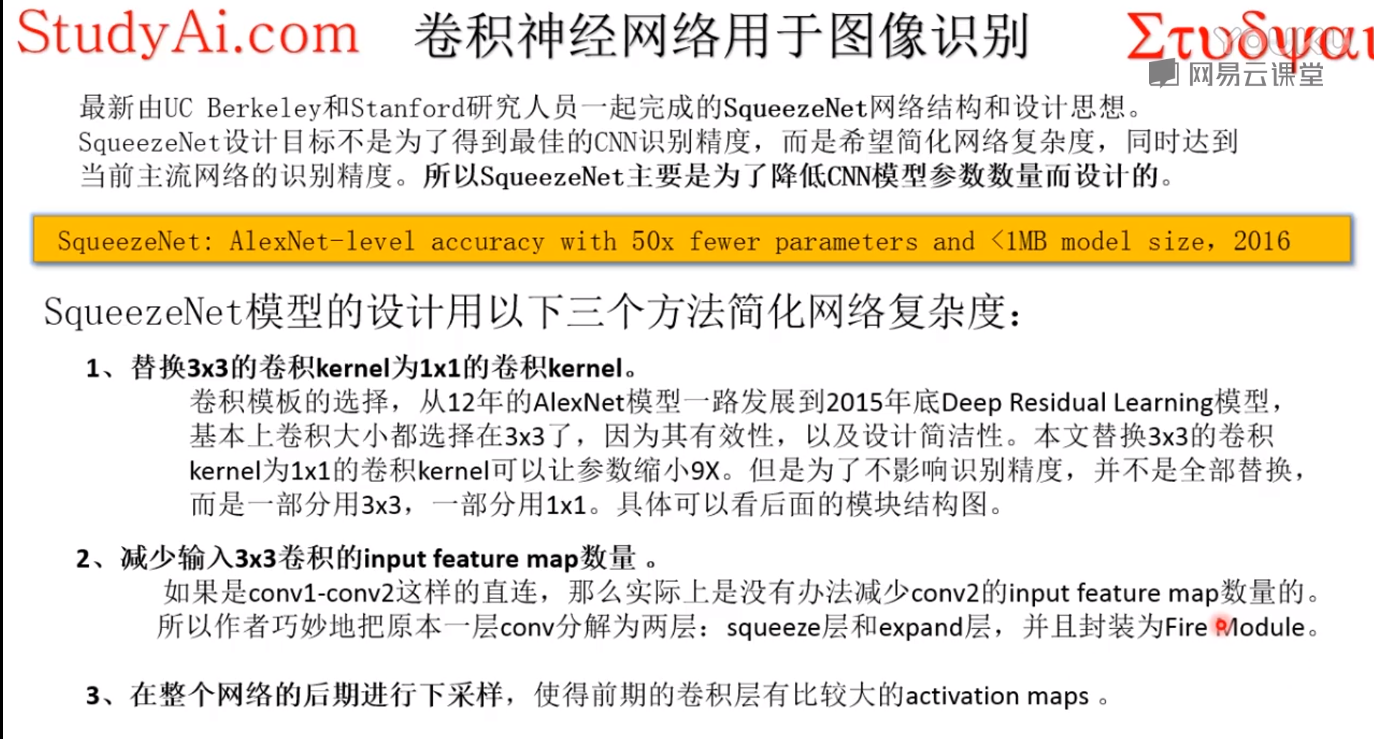 StudyAi.com
卷积神经网络用于图像识别
Στυδψαι
YOUKU
网易云课堂
最新由UC Berkeley和Stanford研究人员一起完成的SqueezeNet网络结构和设计思想。
SqueezeNet设计目标不是为了得到最佳的CNN识别精度，而是希望简化网络复杂度，同时达到
当前主流网络的识别精度。所以SqueezeNet主要是为了降低CNN模型参数数量而设计的。
SqueezeNet: AlexNet-level accuracy with 50x fewer parameters and <1MB model size，2016
SqueezeNet模型的设计用以下三个方法简化网络复杂度：
1、替换3x3的卷积kernel为1x1的卷积kernel。
卷积模板的选择，从12年的AlexNet模型一路发展到2015年底Deep Residual Learning模型，
基本上卷积大小都选择在3x3了，因为其有效性，以及设计简洁性。本文替换3x3的卷积
kernel为1x1的卷积kernel可以让参数缩小9X。但是为了不影响识别精度，并不是全部替换，
而是一部分用3x3，一部分用1x1。具体可以看后面的模块结构图。
2、减少输入3x3卷积的input feature map数量 。
如果是conv1-conv2这样的直连，那么实际上是没有办法减少conv2的input feature map数量的。
所以作者巧妙地把原本一层conv分解为两层：squeeze层和expand层，并且封装为Fire Module。
3、在整个网络的后期进行下采样，使得前期的卷积层有比较大的activation maps 。